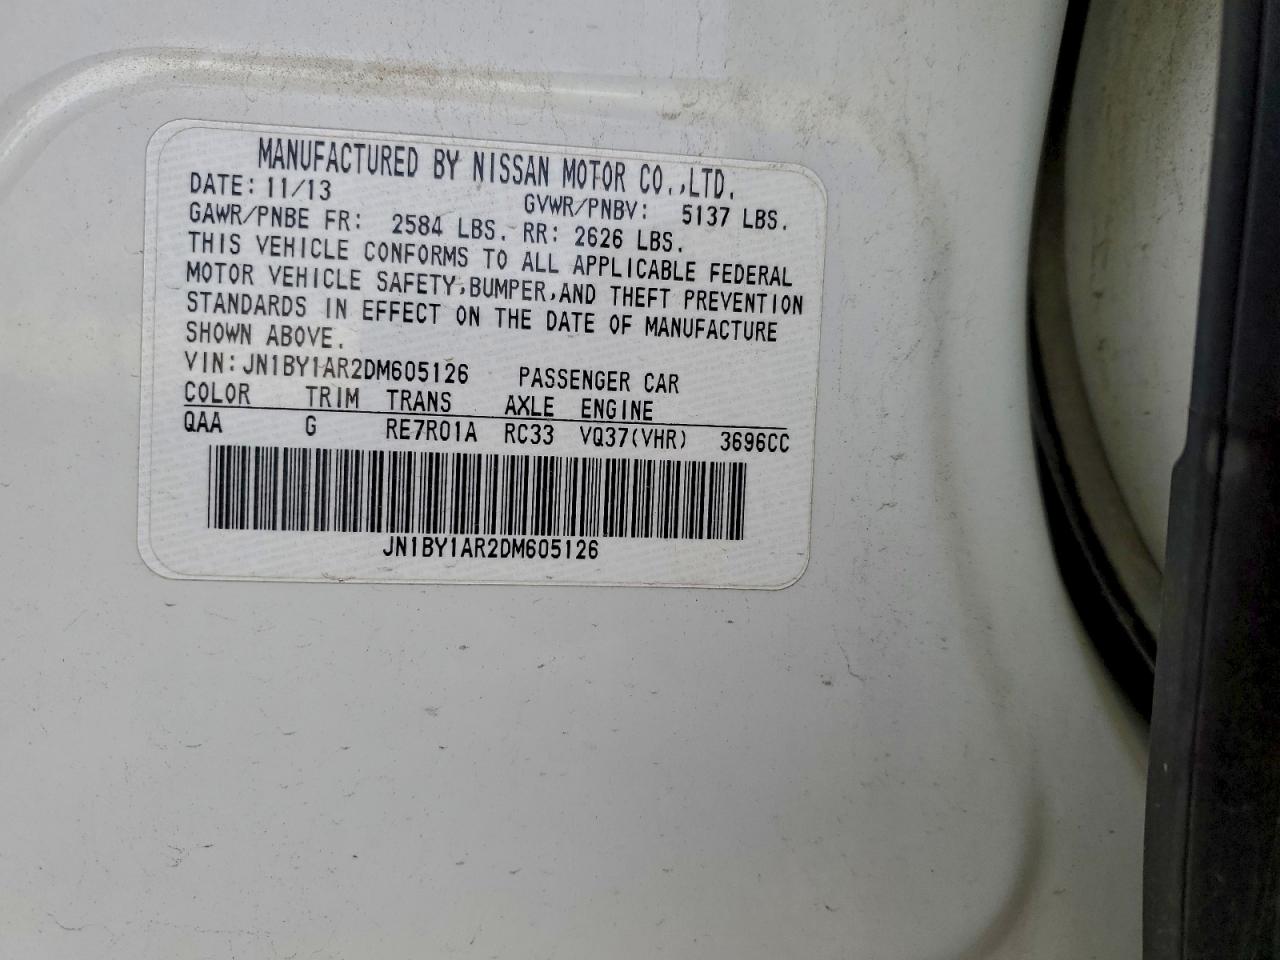 MANUFACTURED BY NISSAN MOTOR CO.,LTD.
DATE: 11/13 GVWR/PNBV: 5137 LBS.
GAWR/PNBE FR: 2584 LBS. RR: 2626 LBS.
THIS VEHICLE CONFORMS TO ALL APPLICABLE FEDERAL
MOTOR VEHICLE SAFETY,BUMPER,AND THEFT PREVENTION
STANDARDS IN EFFECT ON THE DATE OF MANUFACTURE
SHOWN ABOVE.
VIN: JN1BY1AR2DM605126 PASSENGER CAR
COLOR TRIM TRANS AXLE ENGINE
QAA G RE7R01A RC33 VQ37(VHR) 3696CC
JN1BY1AR2DM605126